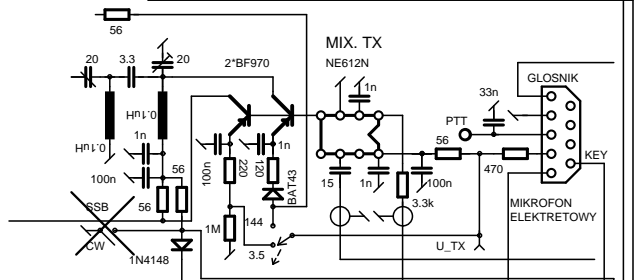 56
20
3.3
20
2*BF970
MIX. TX
NE612N
1n
GLOSNIK
33n
PTT
0.1uH
0.1uH
1n
100n
56
56
100n
220
120
1n
BAT43
15
1n
100n
56
470
KEY
3.3k
MIKROFON
ELEKTRETOWY
SSB
CW
1N4148
1M
144
3.5
U_TX